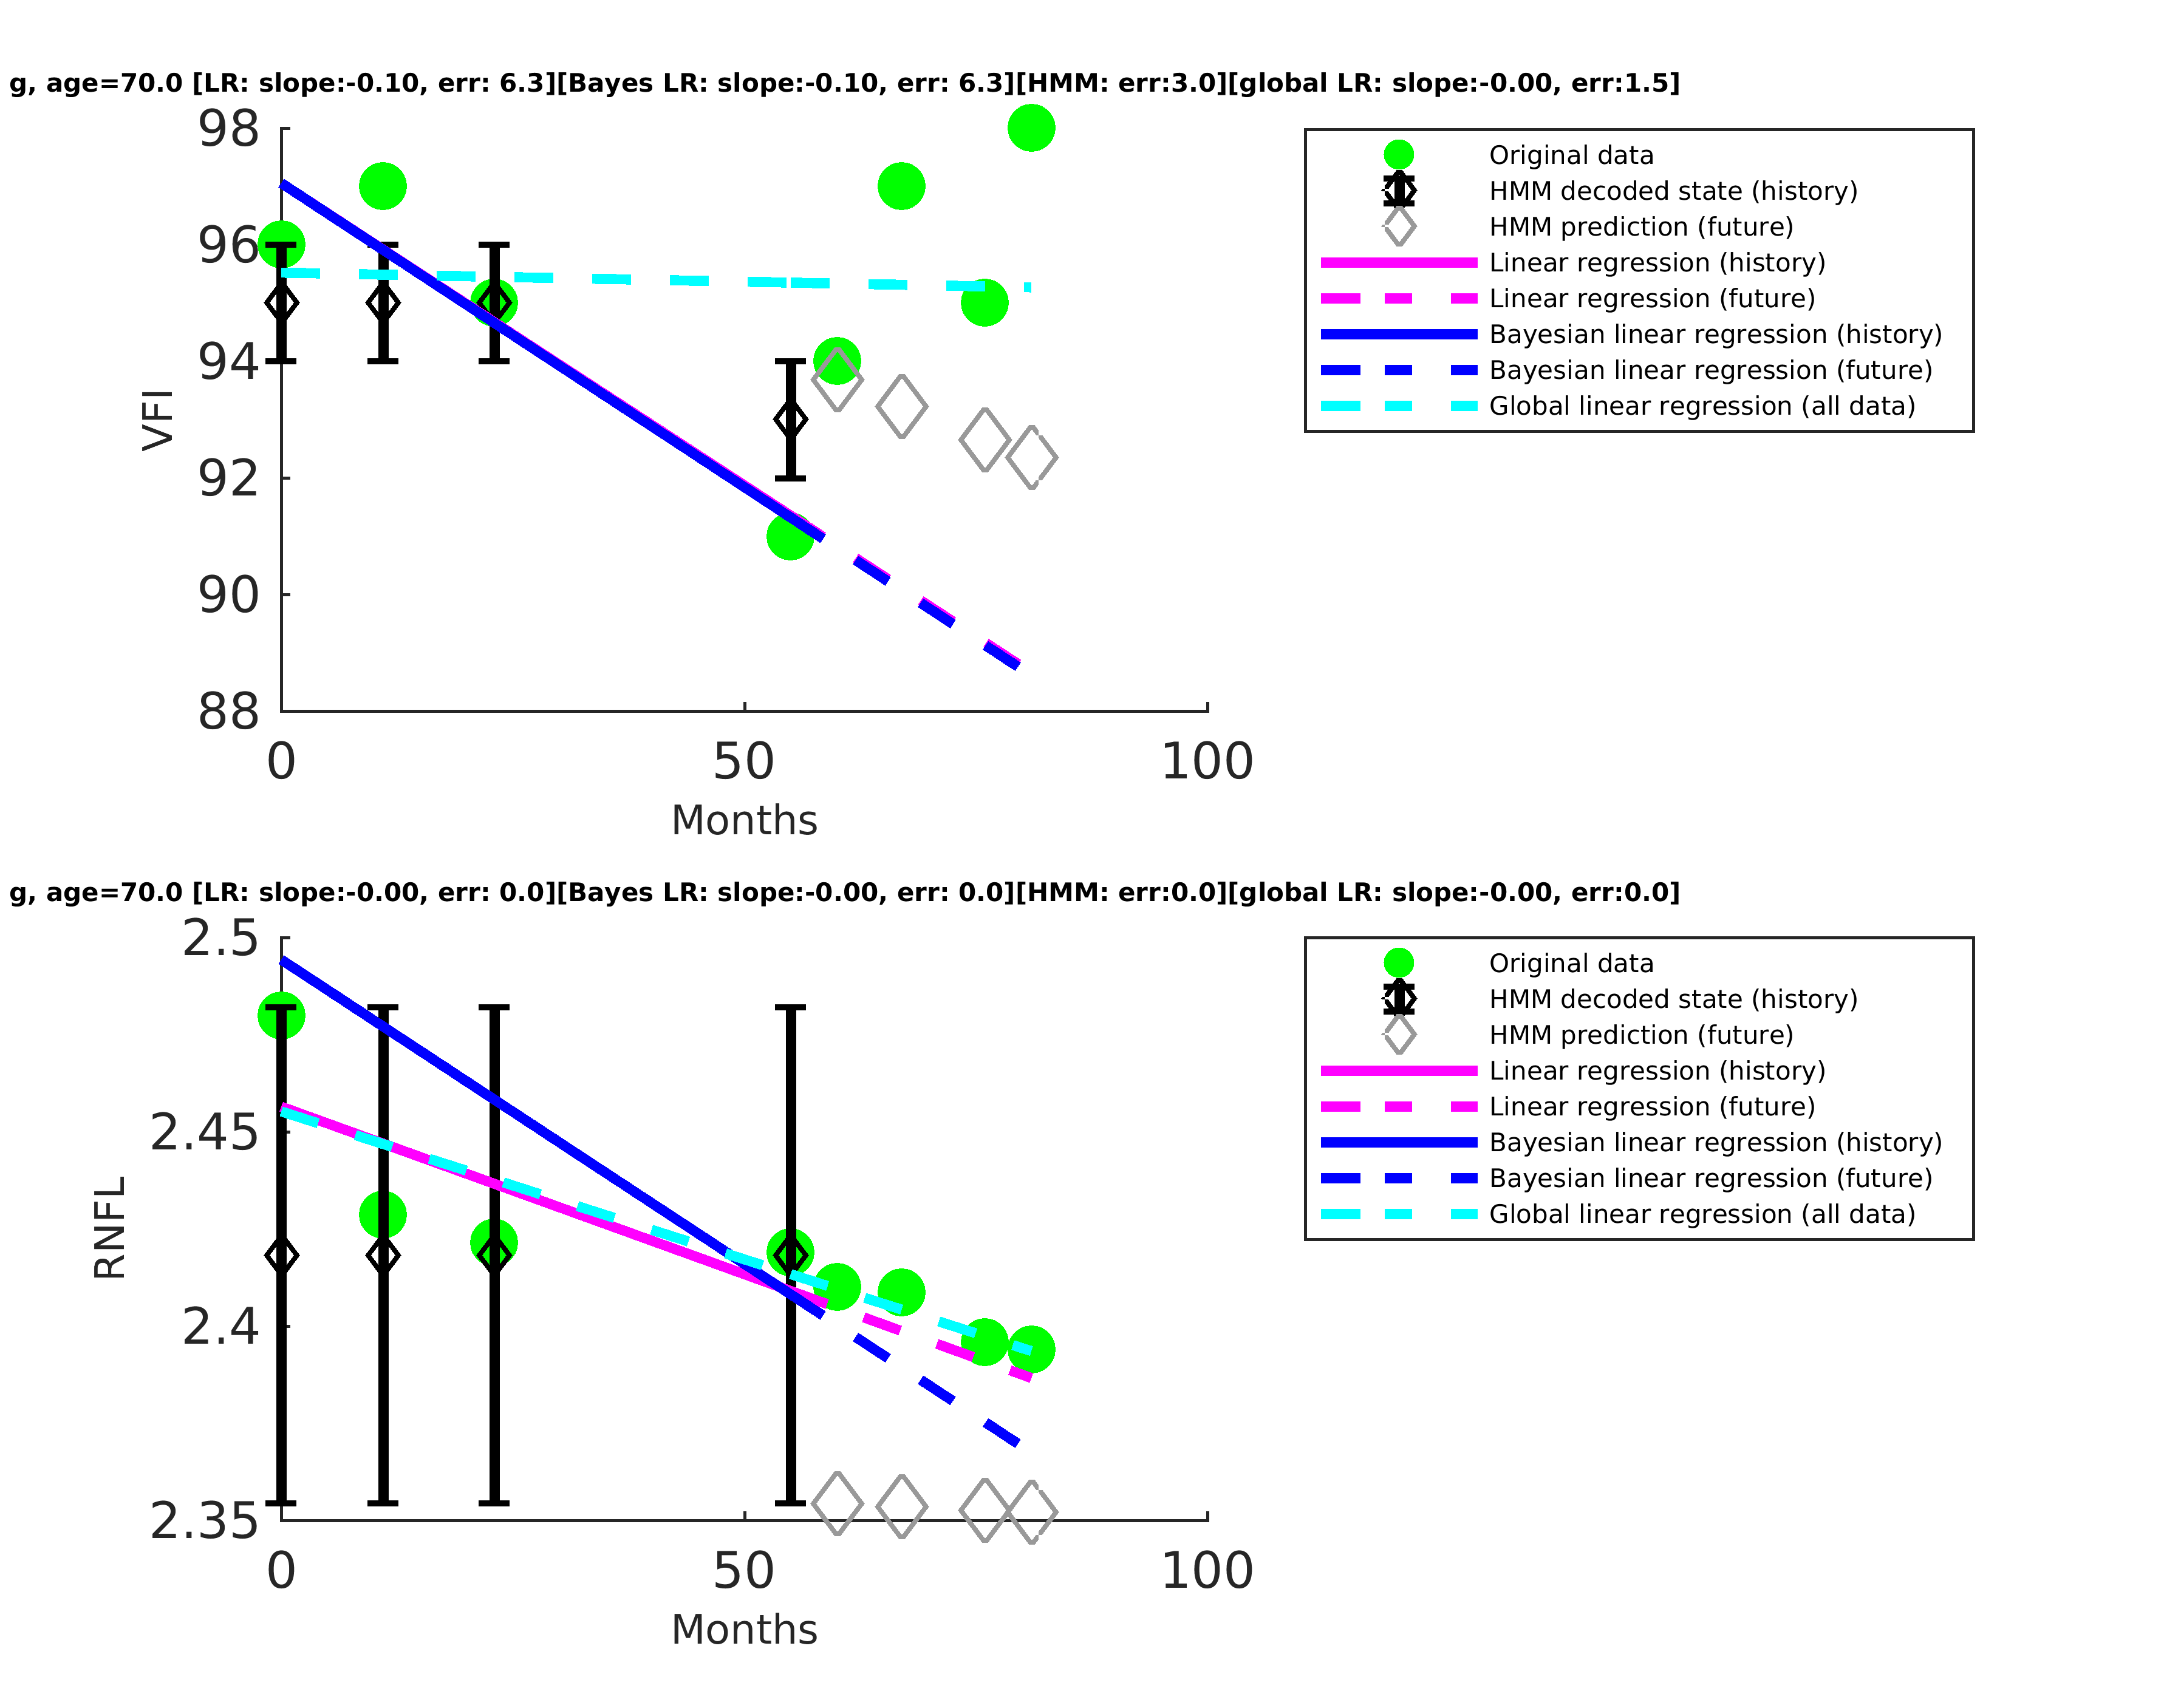 g, age=70.0 [LR: slope:-0.10, err: 6.3][Bayes LR: slope:-0.10, err: 6.3][HMM: err:3.0][global LR: slope:-0.00, err:1.5]
98
96
94
92
90
88
VFI
0 50 100
Months
Original data
HMM decoded state (history)
HMM prediction (future)
Linear regression (history)
Linear regression (future)
Bayesian linear regression (history)
Bayesian linear regression (future)
Global linear regression (all data)
g, age=70.0 [LR: slope:-0.00, err: 0.0][Bayes LR: slope:-0.00, err: 0.0][HMM: err:0.0][global LR: slope:-0.00, err:0.0]
2.5
2.45
2.4
2.35
RNFL
0 50 100
Months
Original data
HMM decoded state (history)
HMM prediction (future)
Linear regression (history)
Linear regression (future)
Bayesian linear regression (history)
Bayesian linear regression (future)
Global linear regression (all data)